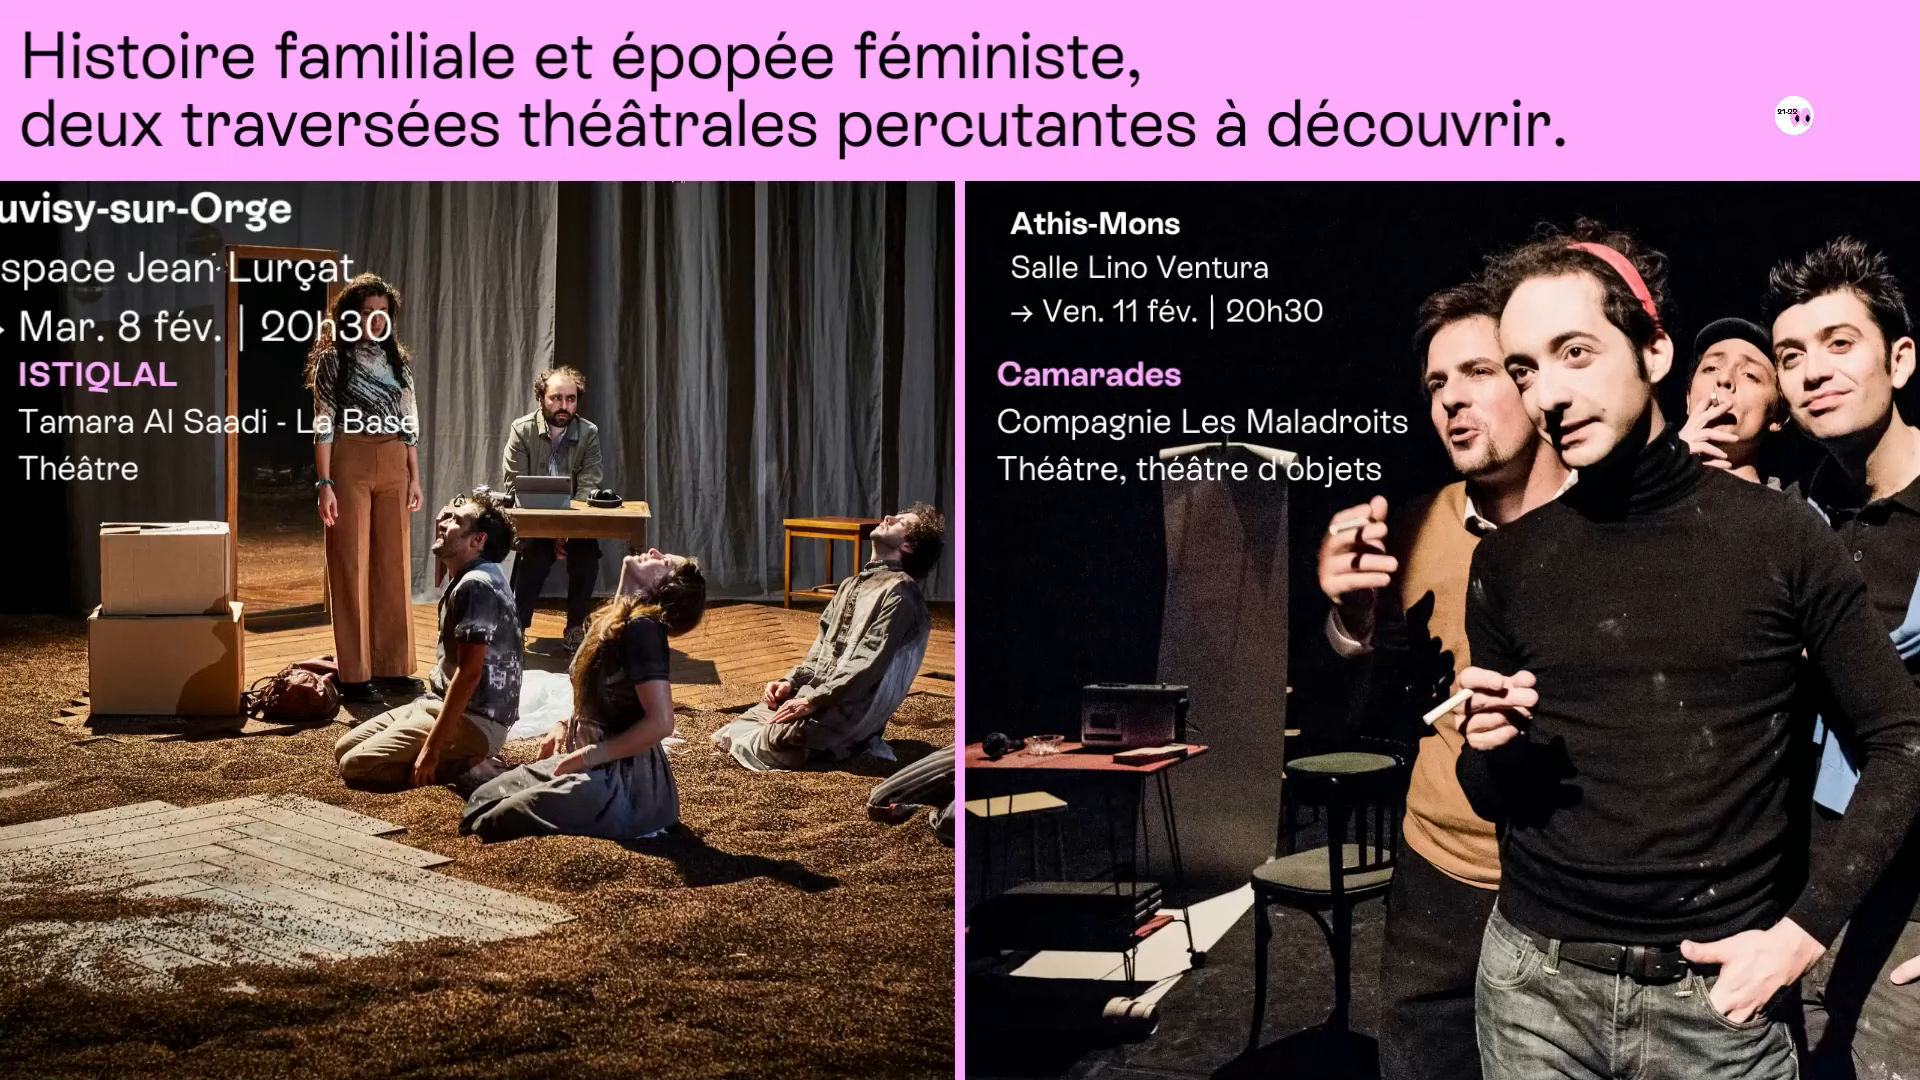 Histoire familiale et épopée féministe,
deux traversées théâtrales percutantes à découvrir.
21-22
uvisy-sur-Orge
space Jean Lurçat
→ Mar. 8 fév. | 20h30
ISTIQLAL
Tamara Al Saadi - La Base
Théâtre
Athis-Mons
Salle Lino Ventura
→ Ven. 11 fév. | 20h30
Camarades
Compagnie Les Maladroits
Théâtre, théâtre d'objets